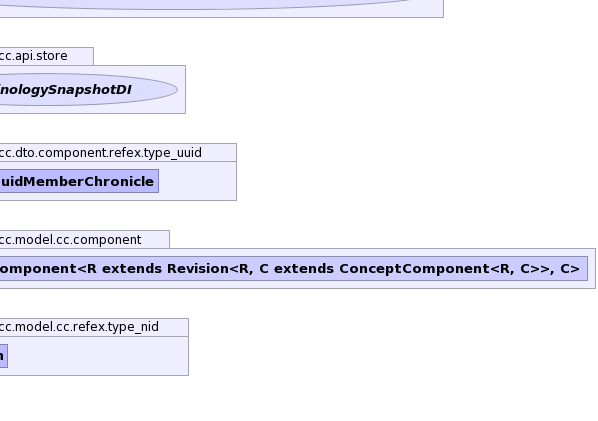 cc.api.store
nologySnapshotDI
cc.dto.component.refex.type_uuid
uidMemberChronicle
cc.model.cc.component
omponent<R extends Revision<R, C extends ConceptComponent<R, C>>, C>
cc.model.cc.refex.type_nid
n